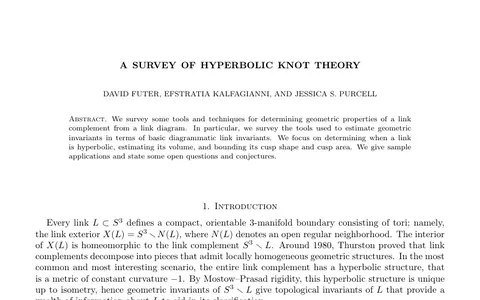 A SURVEY OF HYPERBOLIC KNOT THEORY
DAVID FUTER, EFSTRATIA KALFAGIANNI, AND JESSICA S. PURCELL
Abstract. We survey some tools and techniques for determining geometric properties of a link
complement from a link diagram. In particular, we survey the tools used to estimate geometric
invariants in terms of basic diagrammatic link invariants. We focus on determining when a link
is hyperbolic, estimating its volume, and bounding its cusp shape and cusp area. We give sample
applications and state some open questions and conjectures.
1. Introduction
Every link L ⊂ S³ defines a compact, orientable 3-manifold boundary consisting of tori; namely,
the link exterior X(L) = S³∖N(L), where N(L) denotes an open regular neighborhood. The interior
of X(L) is homeomorphic to the link complement S³∖L. Around 1980, Thurston proved that link
complements decompose into pieces that admit locally homogeneous geometric structures. In the most
common and most interesting scenario, the entire link complement has a hyperbolic structure, that
is a metric of constant curvature −1. By Mostow–Prasad rigidity, this hyperbolic structure is unique
up to isometry, hence geometric invariants of S³∖L give topological invariants of L that provide a